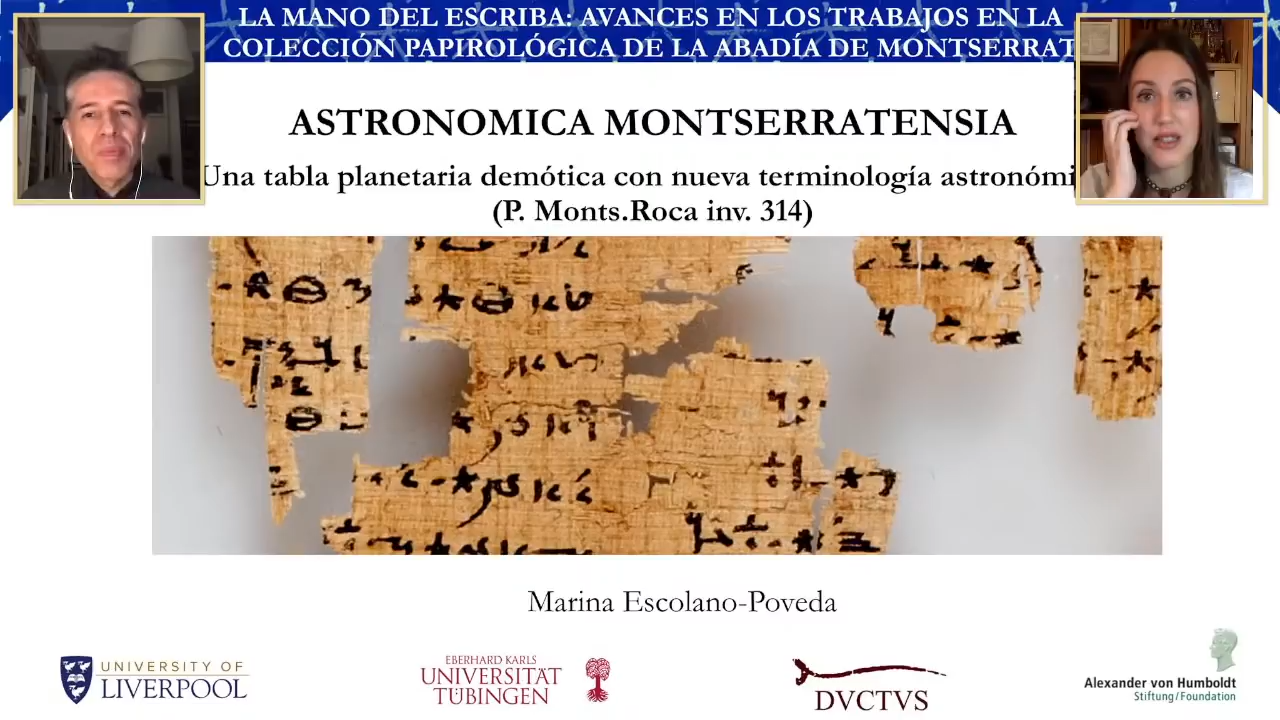 LA MANO DEL ESCRIBA: AVANCES EN LOS TRABAJOS EN LA
COLECCIÓN PAPIROLÓGICA DE LA ABADÍA DE MONTSERRAT
ASTRONOMICA MONTSERRATENSIA
Una tabla planetaria demótica con nueva terminología astronómi
(P. Monts.Roca inv. 314)
Marina Escolano-Poveda
UNIVERSITY OF
LIVERPOOL
EBERHARD KARLS
UNIVERSITÄT
TÜBINGEN
DVCTVS
Alexander von Humboldt
Stiftung/Foundation